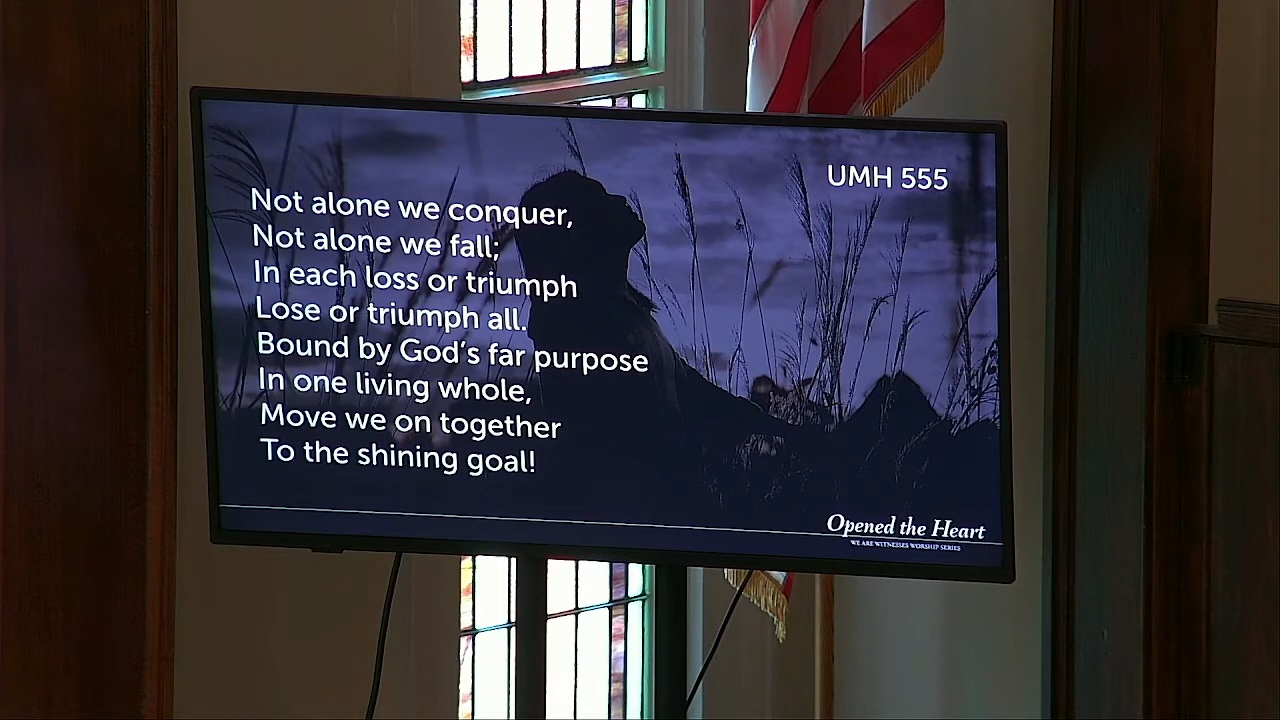 UMH 555
Not alone we conquer,
Not alone we fall;
In each loss or triumph
Lose or triumph all.
Bound by God's far purpose
In one living whole,
Move we on together
To the shining goal!
Opened the Heart
WE ARE WITNESSES WORSHIP SERIES